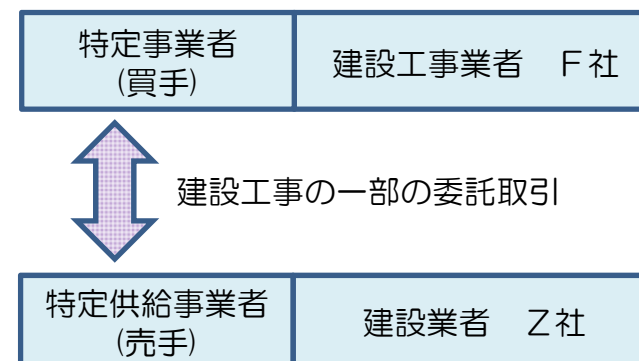 特定事業者
(買手)
建設工事業者　F社
建設工事の一部の委託取引
特定供給事業者
(売手)
建設業者　Z社